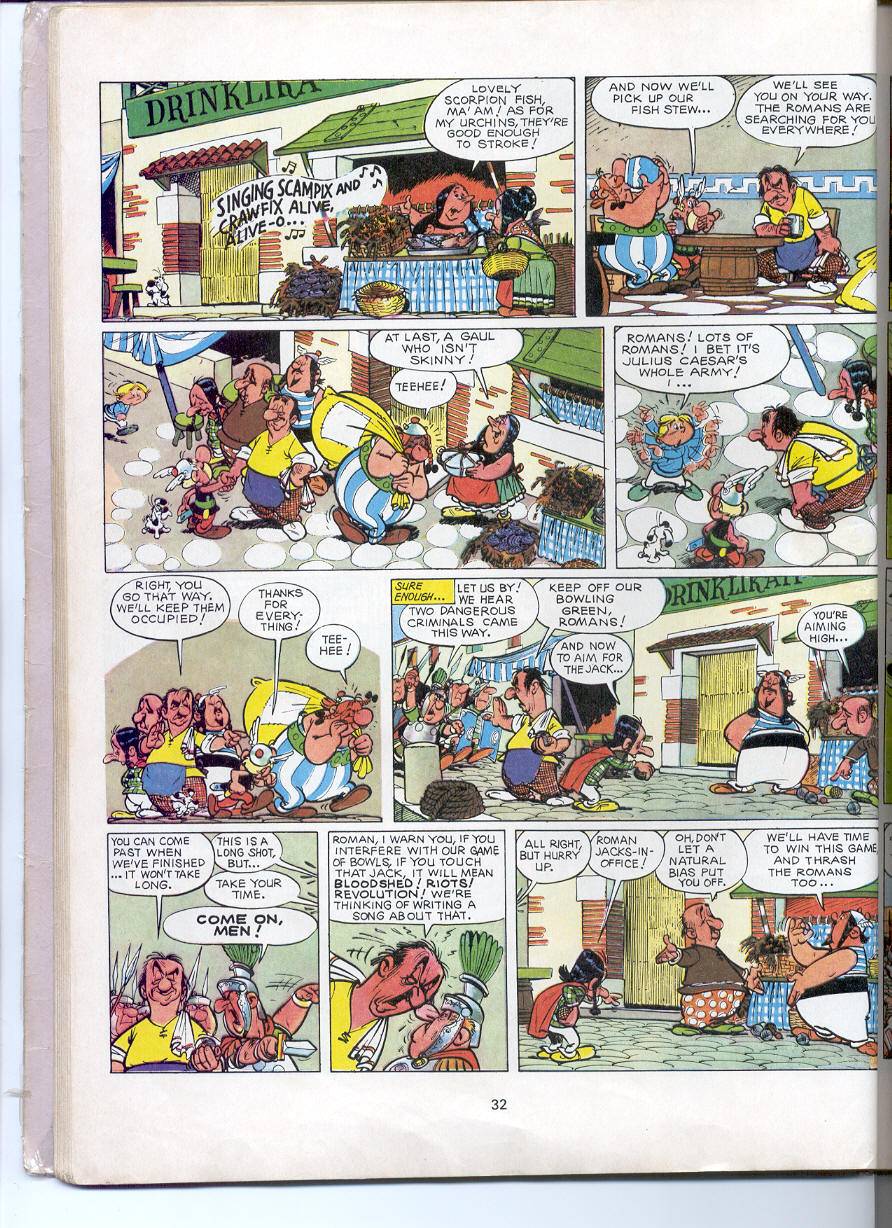 DRINKLIKA
LOVELY
SCORPION FISH,
MA'AM! AS FOR
MY URCHINS, THEY'RE
GOOD ENOUGH
TO STROKE!
SINGING SCAMPIX AND
CRAWFIX ALIVE,
ALIVE-O...
AND NOW WE'LL
PICK UP OUR
FISH STEW...
WE'LL SEE
YOU ON YOUR WAY.
THE ROMANS ARE
SEARCHING FOR YOU
EVERYWHERE!
AT LAST, A GAUL
WHO ISN'T
SKINNY!
TEEHEE!
ROMANS! LOTS OF
ROMANS! I BET IT'S
JULIUS CAESAR'S
WHOLE ARMY!
I...
RIGHT, YOU
GO THAT WAY.
WE'LL KEEP THEM
OCCUPIED!
THANKS
FOR
EVERY-
THING!
TEE-
HEE!
SURE
ENOUGH...
LET US BY!
WE HEAR
TWO DANGEROUS
CRIMINALS CAME
THIS WAY.
KEEP OFF OUR
BOWLING
GREEN,
ROMANS!
AND NOW
TO AIM FOR
THE JACK...
DRINKLIKAFI
YOU'RE
AIMING
HIGH...
YOU CAN COME
PAST WHEN
WE'VE FINISHED
...IT WON'T TAKE
LONG.
THIS IS A
LONG SHOT,
BUT...
TAKE YOUR
TIME.
COME ON,
MEN!
ROMAN, I WARN YOU, IF YOU
INTERFERE WITH OUR GAME
OF BOWLS, IF YOU TOUCH
THAT JACK, IT WILL MEAN
BLOODSHED! RIOTS!
REVOLUTION! WE'RE
THINKING OF WRITING A
SONG ABOUT THAT.
ALL RIGHT,
BUT HURRY
UP.
ROMAN
JACKS-IN-
OFFICE!
OH, DON'T
LET A
NATURAL
BIAS PUT
YOU OFF.
WE'LL HAVE TIME
TO WIN THIS GAME
AND THRASH
THE ROMANS
TOO...
32